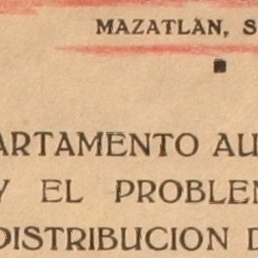 MAZATLAN, S
ARTAMENTO AU
Y EL PROBLEM
DISTRIBUCION D